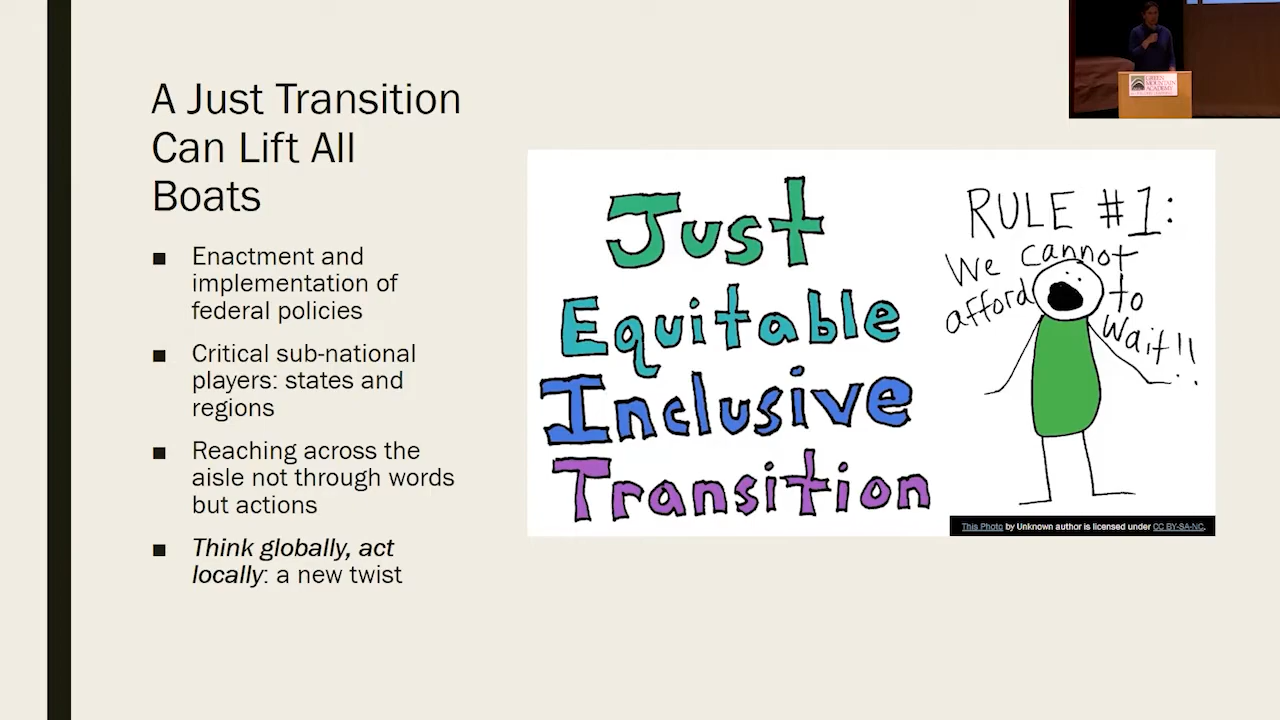 A Just Transition
Can Lift All
Boats
Enactment and
implementation of
federal policies
Critical sub-national
players: states and
regions
Reaching across the
aisle not through words
but actions
Think globally, act
locally: a new twist
Just
Equitable
Inclusive
Transition
RULE #1:
We cannot
afford to
wait!!
This Photo by Unknown author is licensed under CC BY-SA-NC.
GREEN
MOUNTAIN
ACADEMY